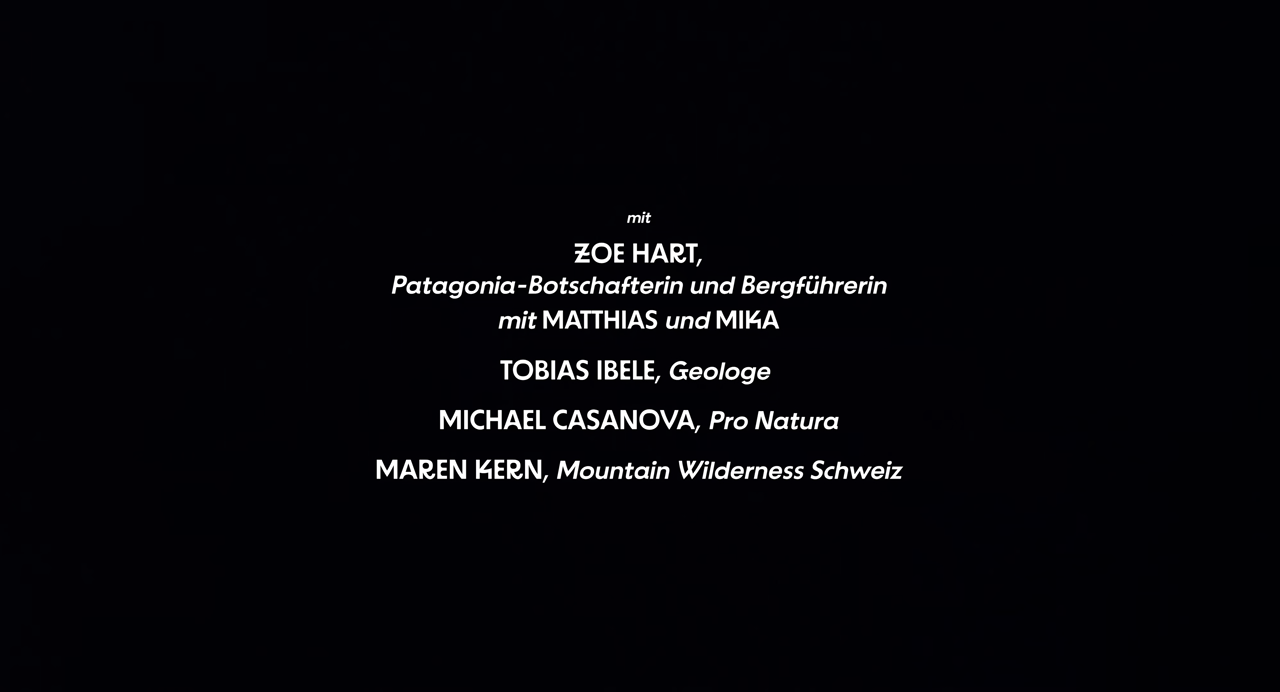 mit
ZOE HART,
Patagonia-Botschafterin und Bergführerin
mit MATTHIAS und MIKA
TOBIAS IBELE, Geologe
MICHAEL CASANOVA, Pro Natura
MAREN KERN, Mountain Wilderness Schweiz